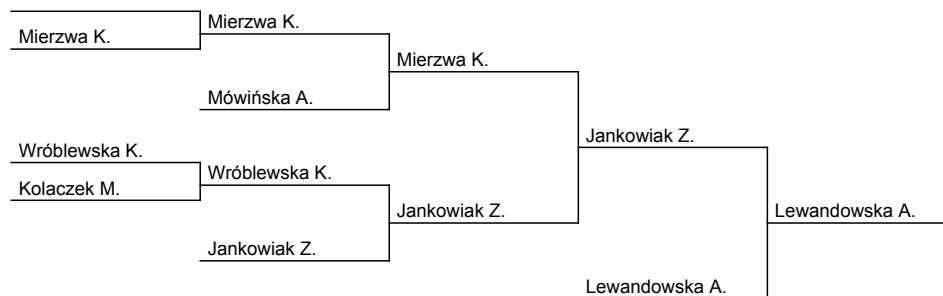 Mierzwa K.
Mierzwa K.
Mierzwa K.
Mówińska A.
Jankowiak Z.
Wróblewska K.
Wróblewska K.
Kolaczek M.
Jankowiak Z.
Lewandowska A.
Jankowiak Z.
Lewandowska A.